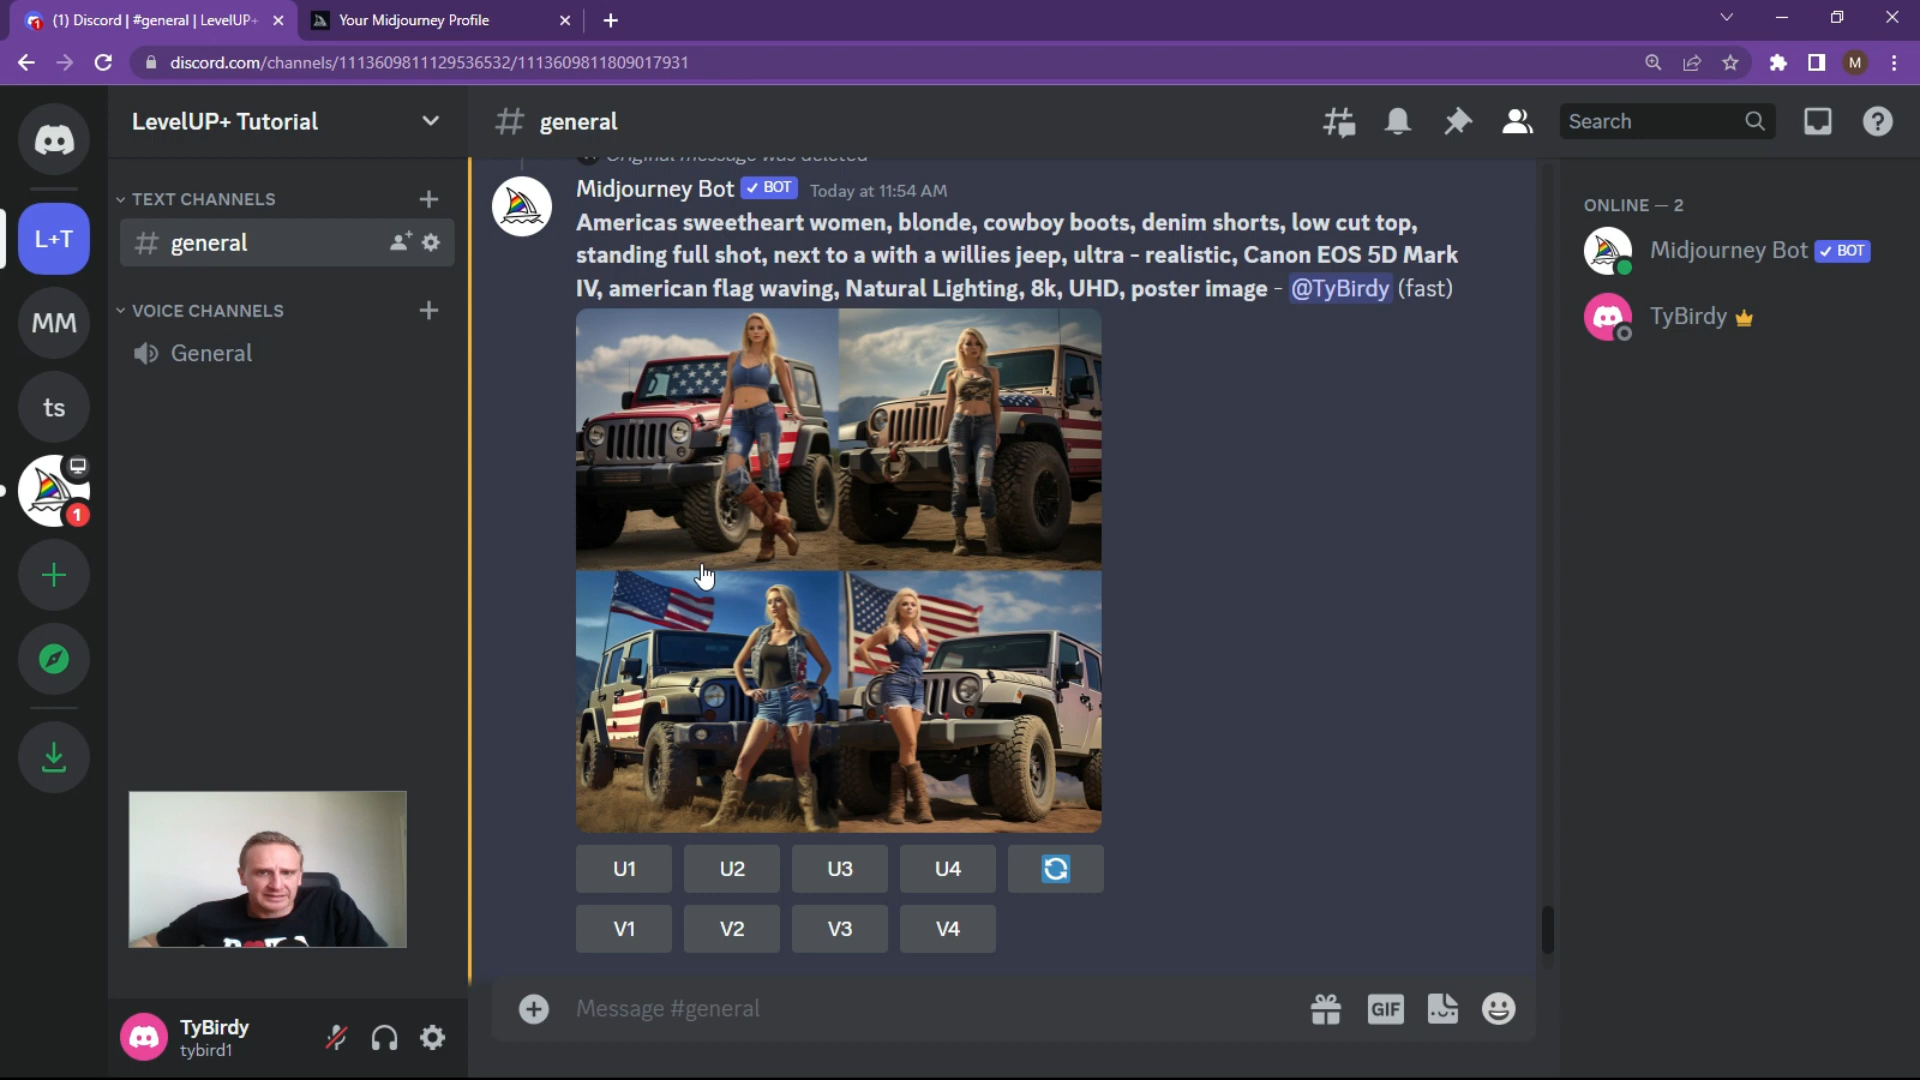 (1) Discord | #general | LevelUP+
Your Midjourney Profile
discord.com/channels/1113609811129536532/1113609811809017931
M
LevelUP+ Tutorial
general
Search
TEXT CHANNELS
general
VOICE CHANNELS
General
L+T
MM
ts
1
Original message was deleted
Midjourney Bot BOT Today at 11:54 AM
Americas sweetheart women, blonde, cowboy boots, denim shorts, low cut top,
standing full shot, next to a with a willies jeep, ultra - realistic, Canon EOS 5D Mark
IV, american flag waving, Natural Lighting, 8k, UHD, poster image - @TyBirdy (fast)
U1 U2 U3 U4
V1 V2 V3 V4
Message #general
GIF
ONLINE — 2
Midjourney Bot BOT
TyBirdy
TyBirdy
tybird1